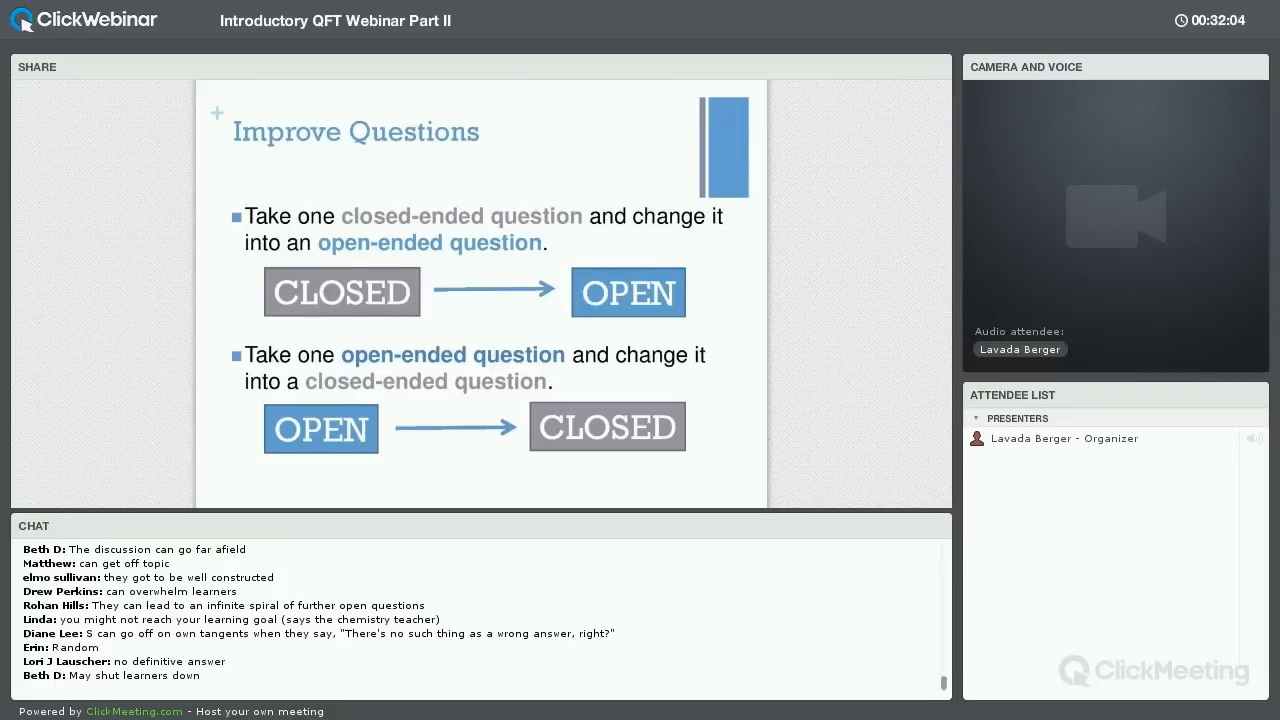 ClickWebinar
Introductory QFT Webinar Part II
00:32:04
SHARE
+
Improve Questions
Take one closed-ended question and change it
into an open-ended question.
CLOSED
OPEN
Take one open-ended question and change it
into a closed-ended question.
OPEN
CLOSED
CHAT
Beth D: The discussion can go far afield
Matthew: can get off topic
elmo sullivan: they got to be well constructed
Drew Perkins: can overwhelm learners
Rohan Hills: They can lead to an infinite spiral of further open questions
Linda: you might not reach your learning goal (says the chemistry teacher)
Diane Lee: S can go off on own tangents when they say, "There's no such thing as a wrong answer, right?"
Erin: Random
Lori J Lauscher: no definitive answer
Beth D: May shut learners down
CAMERA AND VOICE
Audio attendee:
Lavada Berger
ATTENDEE LIST
PRESENTERS
Lavada Berger - Organizer
ClickMeeting
Powered by ClickMeeting.com - Host your own meeting